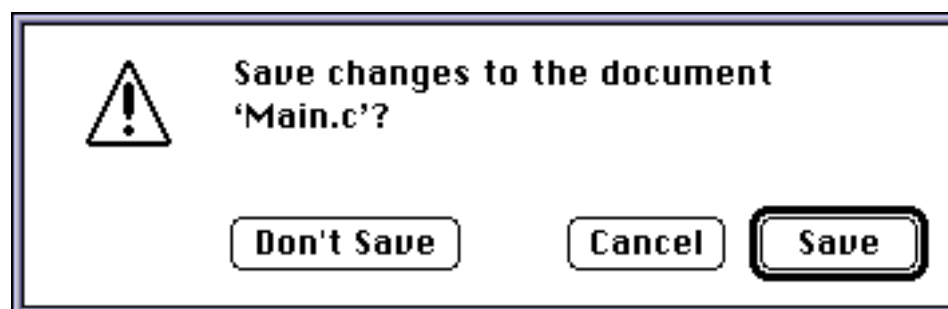 Save changes to the document
‘Main.c’?
Don't Save
Cancel
Save